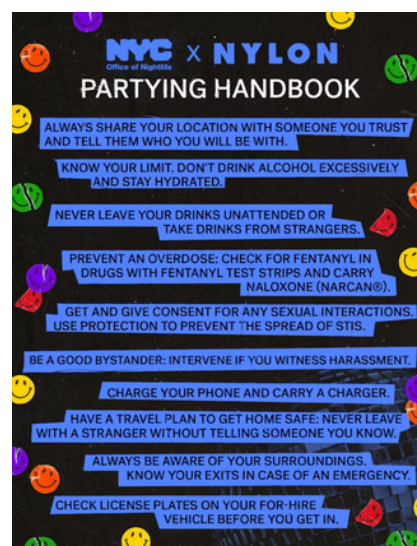 NYC X NYLON
Office of Nightlife
PARTYING HANDBOOK
ALWAYS SHARE YOUR LOCATION WITH SOMEONE YOU TRUST
AND TELL THEM WHO YOU WILL BE WITH.
KNOW YOUR LIMIT. DON'T DRINK ALCOHOL EXCESSIVELY
AND STAY HYDRATED.
NEVER LEAVE YOUR DRINKS UNATTENDED OR
TAKE DRINKS FROM STRANGERS.
PREVENT AN OVERDOSE: CHECK FOR FENTANYL IN
DRUGS WITH FENTANYL TEST STRIPS AND CARRY
NALOXONE (NARCAN®).
GET AND GIVE CONSENT FOR ANY SEXUAL INTERACTIONS.
USE PROTECTION TO PREVENT THE SPREAD OF STIS.
BE A GOOD BYSTANDER: INTERVENE IF YOU WITNESS HARASSMENT.
CHARGE YOUR PHONE AND CARRY A CHARGER.
HAVE A TRAVEL PLAN TO GET HOME SAFE: NEVER LEAVE
WITH A STRANGER WITHOUT TELLING SOMEONE YOU KNOW.
ALWAYS BE AWARE OF YOUR SURROUNDINGS.
KNOW YOUR EXITS IN CASE OF AN EMERGENCY.
CHECK LICENSE PLATES ON YOUR FOR-HIRE
VEHICLE BEFORE YOU GET IN.